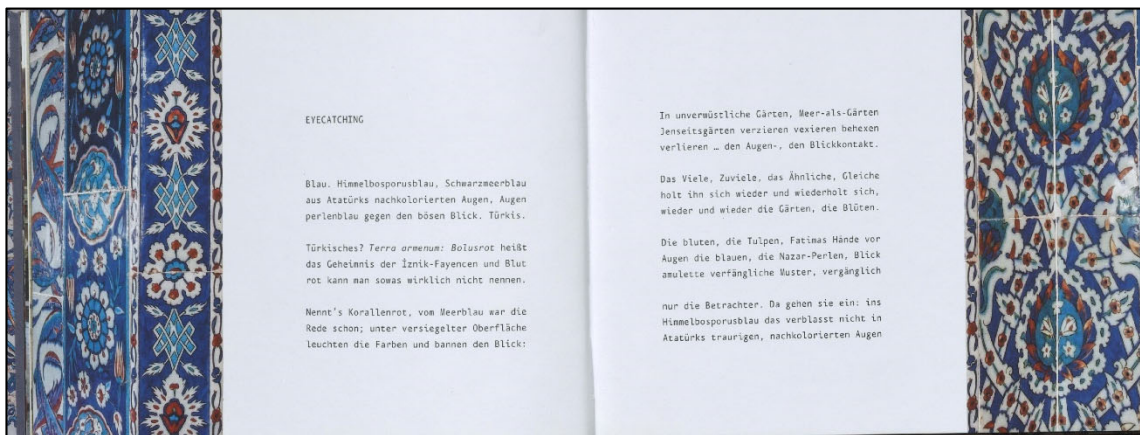 EYECATCHING
Blau. Himmelbosporusblau, Schwarzmeerblau
aus Atatürks nachkolorierten Augen, Augen
perlenblau gegen den bösen Blick. Türkis.
Türkisches? Terra armenum: Bolusrot heißt
das Geheimnis der İznik-Fayencen und Blut
rot kann man sowas wirklich nicht nennen.
Nennt's Korallenrot, vom Meerblau war die
Rede schon; unter versiegelter Oberfläche
leuchten die Farben und bannen den Blick:
In unverwüstliche Gärten, Meer-als-Gärten
Jenseitsgärten verzieren vexieren behexen
verlieren … den Augen-, den Blickkontakt.
Das Viele, Zuviele, das Ähnliche, Gleiche
holt ihn sich wieder und wiederholt sich,
wieder und wieder die Gärten, die Blüten.
Die bluten, die Tulpen, Fatimas Hände vor
Augen die blauen, die Nazar-Perlen, Blick
amulette verfängliche Muster, vergänglich
nur die Betrachter. Da gehen sie ein: ins
Himmelbosporusblau das verblasst nicht in
Atatürks traurigen, nachkolorierten Augen